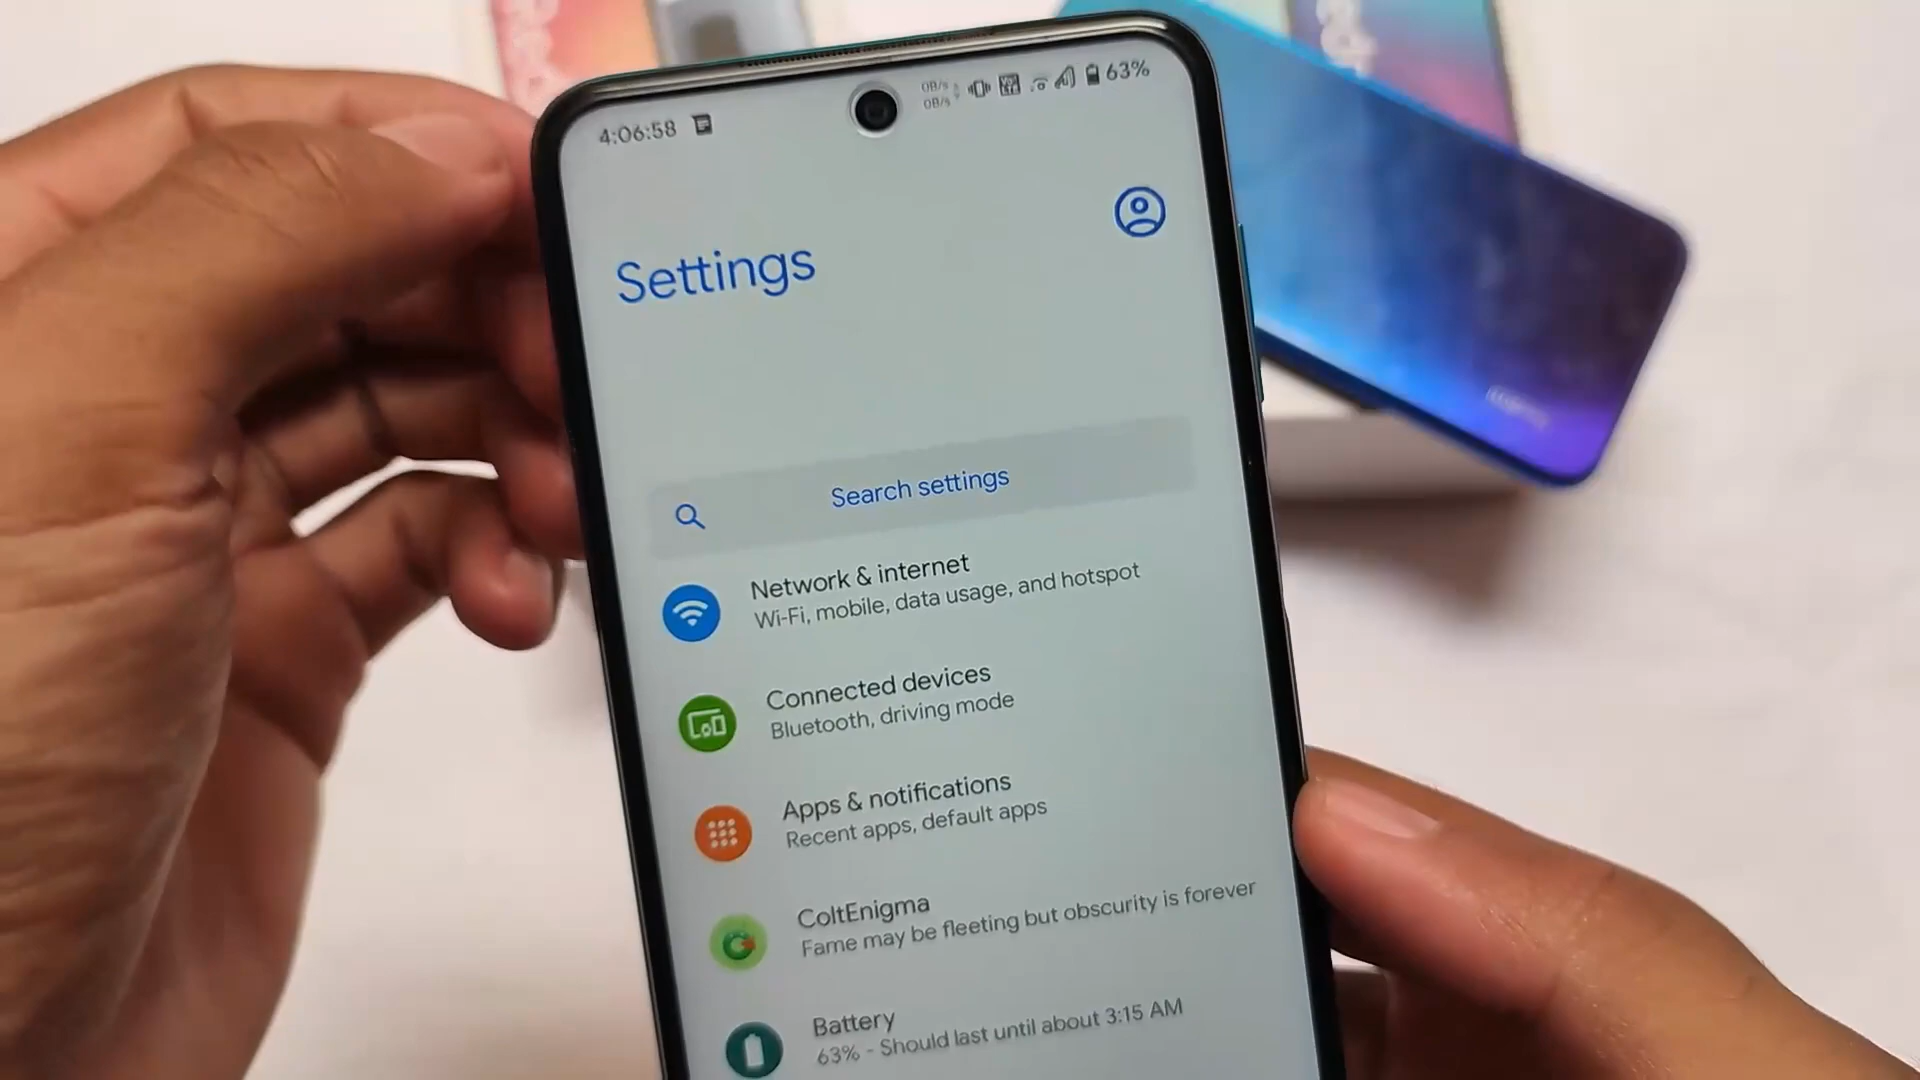 4:06:58
0B/s
0B/s
63%
Settings
Search settings
Network & internet
Wi-Fi, mobile, data usage, and hotspot
Connected devices
Bluetooth, driving mode
Apps & notifications
Recent apps, default apps
ColtEnigma
Fame may be fleeting but obscurity is forever
Battery
63% - Should last until about 3:15 AM